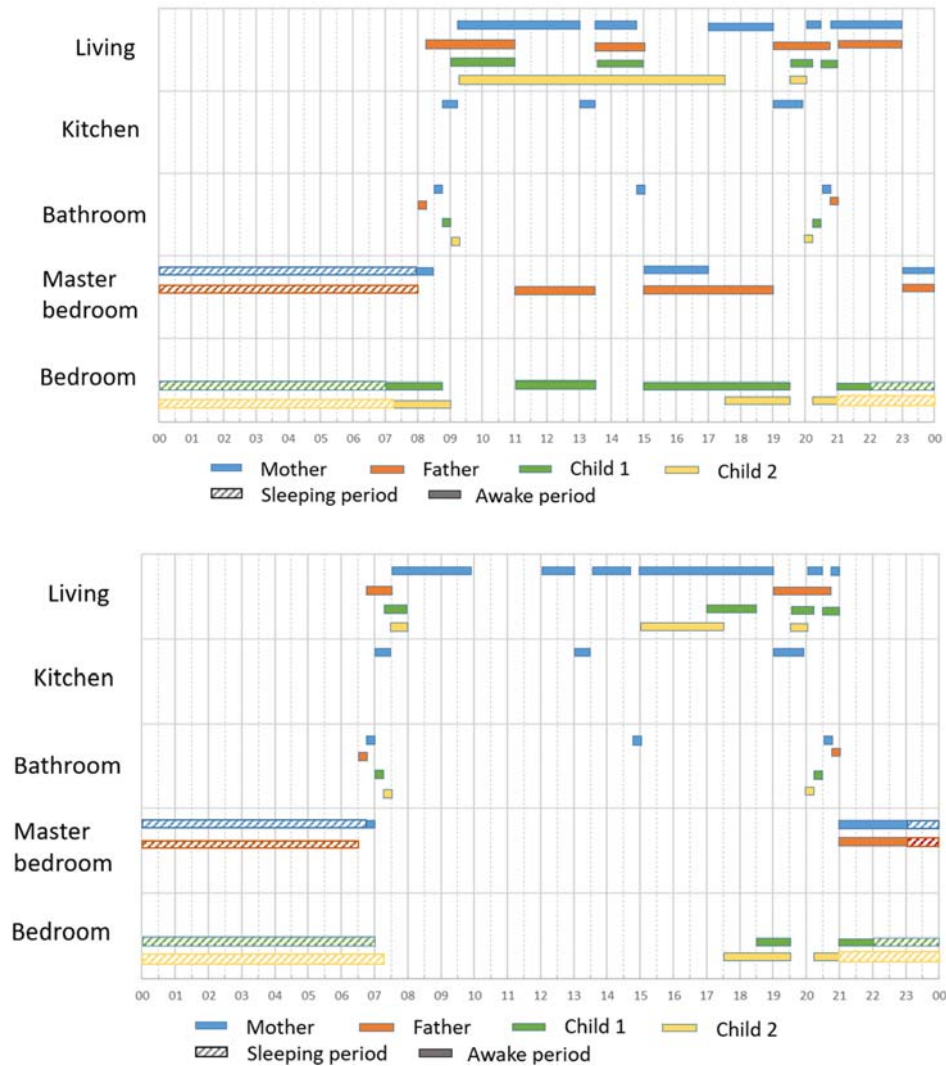 Living
Kitchen
Bathroom
Master
bedroom
Bedroom
00 01 02 03 04 05 06 07 08 09 10 11 12 13 14 15 16 17 18 19 20 21 22 23 00
Mother Father Child 1 Child 2
Sleeping period Awake period
Living
Kitchen
Bathroom
Master
bedroom
Bedroom
00 01 02 03 04 05 06 07 08 09 10 11 12 13 14 15 16 17 18 19 20 21 22 23 00
Mother Father Child 1 Child 2
Sleeping period Awake period